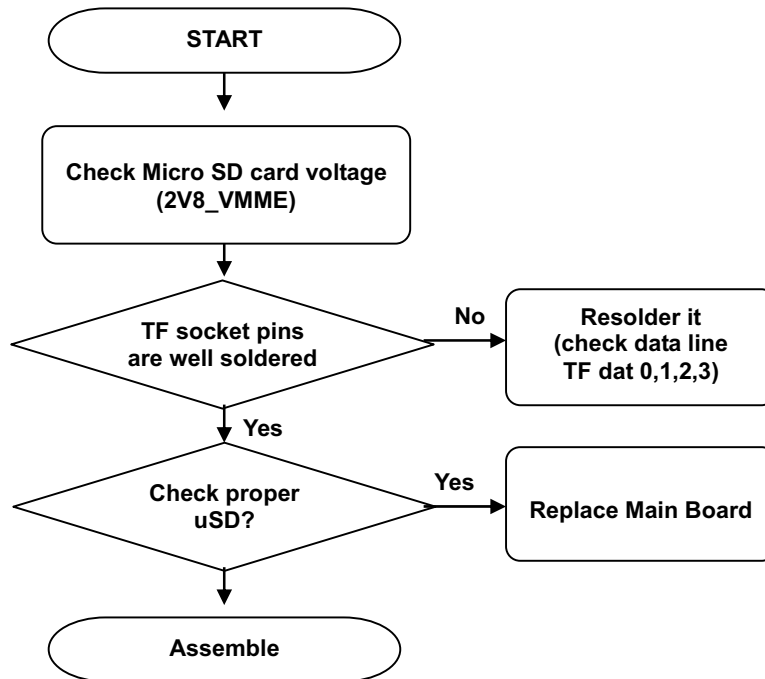 START
Check Micro SD card voltage
(2V8_VMME)
TF socket pins
are well soldered
No
Resolder it
(check data line
TF dat 0,1,2,3)
Yes
Check proper
uSD?
Yes
Replace Main Board
Assemble